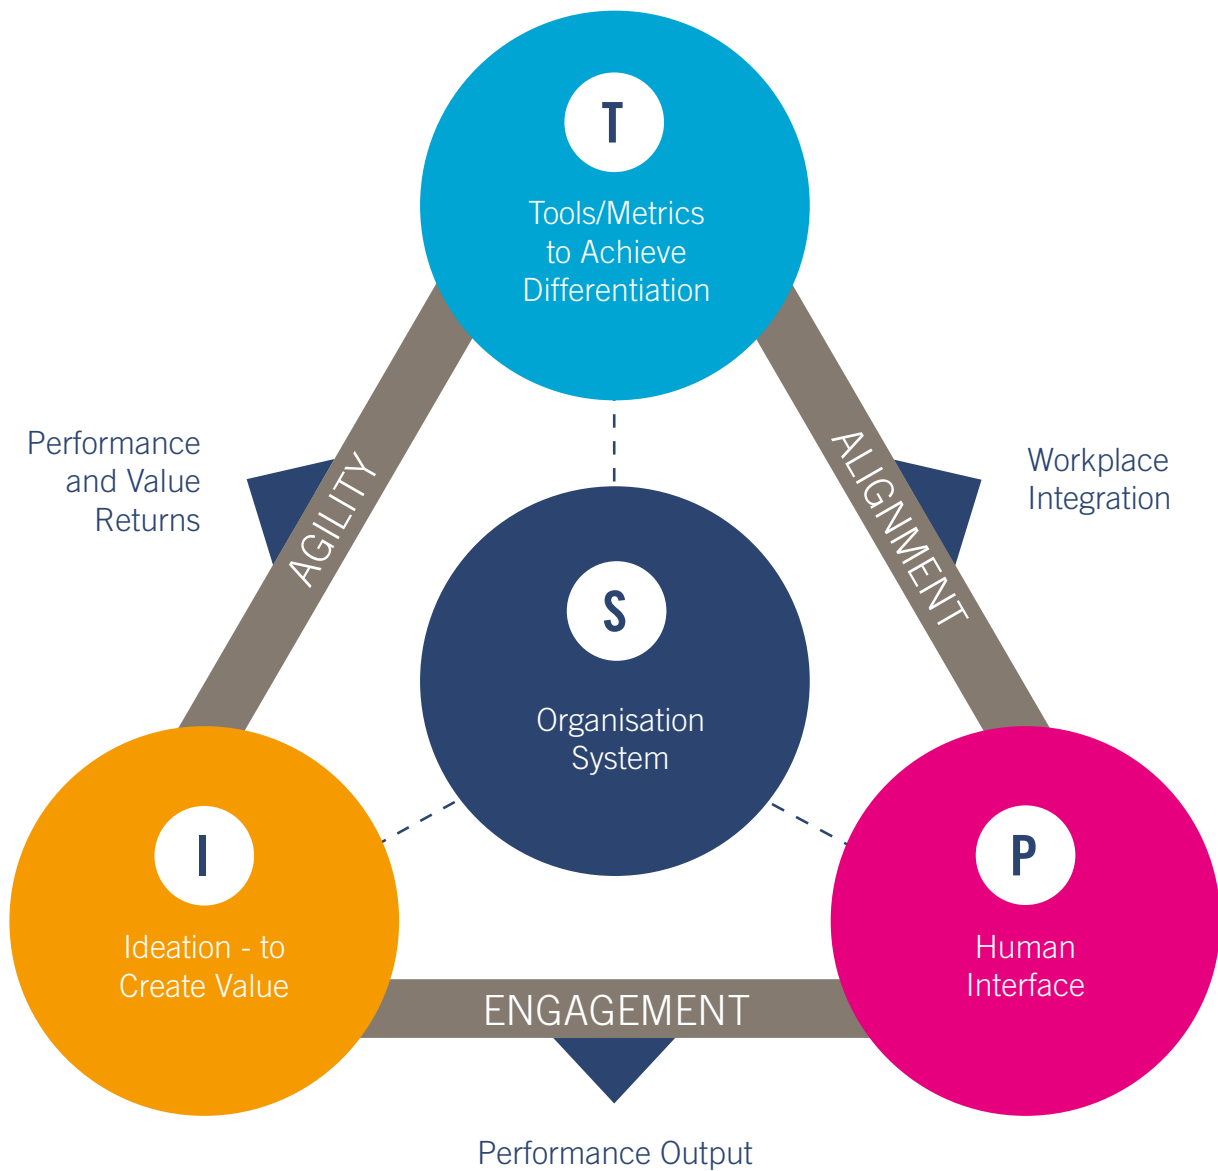 T
Tools/Metrics
to Achieve
Differentiation
Performance
and Value
Returns
AGILITY
ALIGNMENT
Workplace
Integration
S
Organisation
System
I
Ideation - to
Create Value
P
Human
Interface
ENGAGEMENT
Performance Output